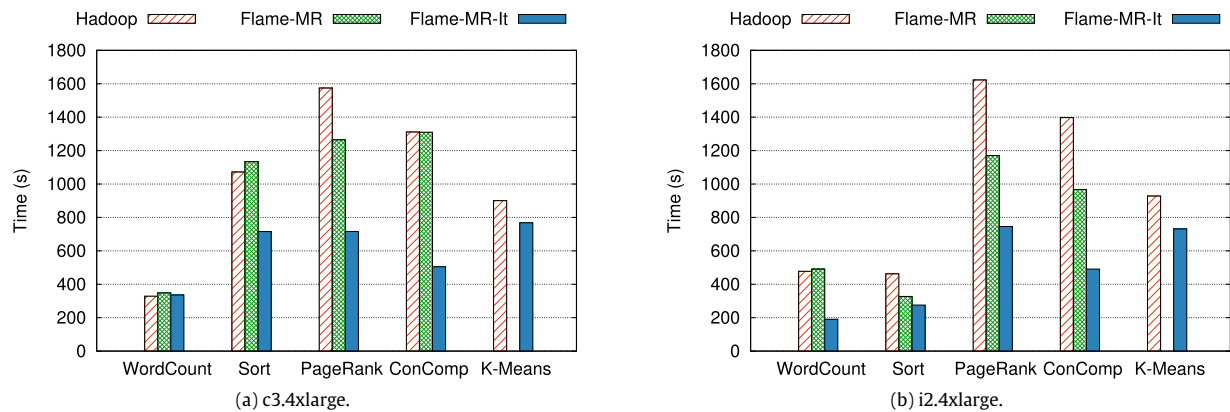 Hadoop Flame-MR Flame-MR-It
1800
1600
1400
1200
1000
800
600
400
200
0
Time (s)
WordCount Sort PageRank ConComp K-Means
(a) c3.4xlarge.
Hadoop Flame-MR Flame-MR-It
1800
1600
1400
1200
1000
800
600
400
200
0
Time (s)
WordCount Sort PageRank ConComp K-Means
(b) i2.4xlarge.